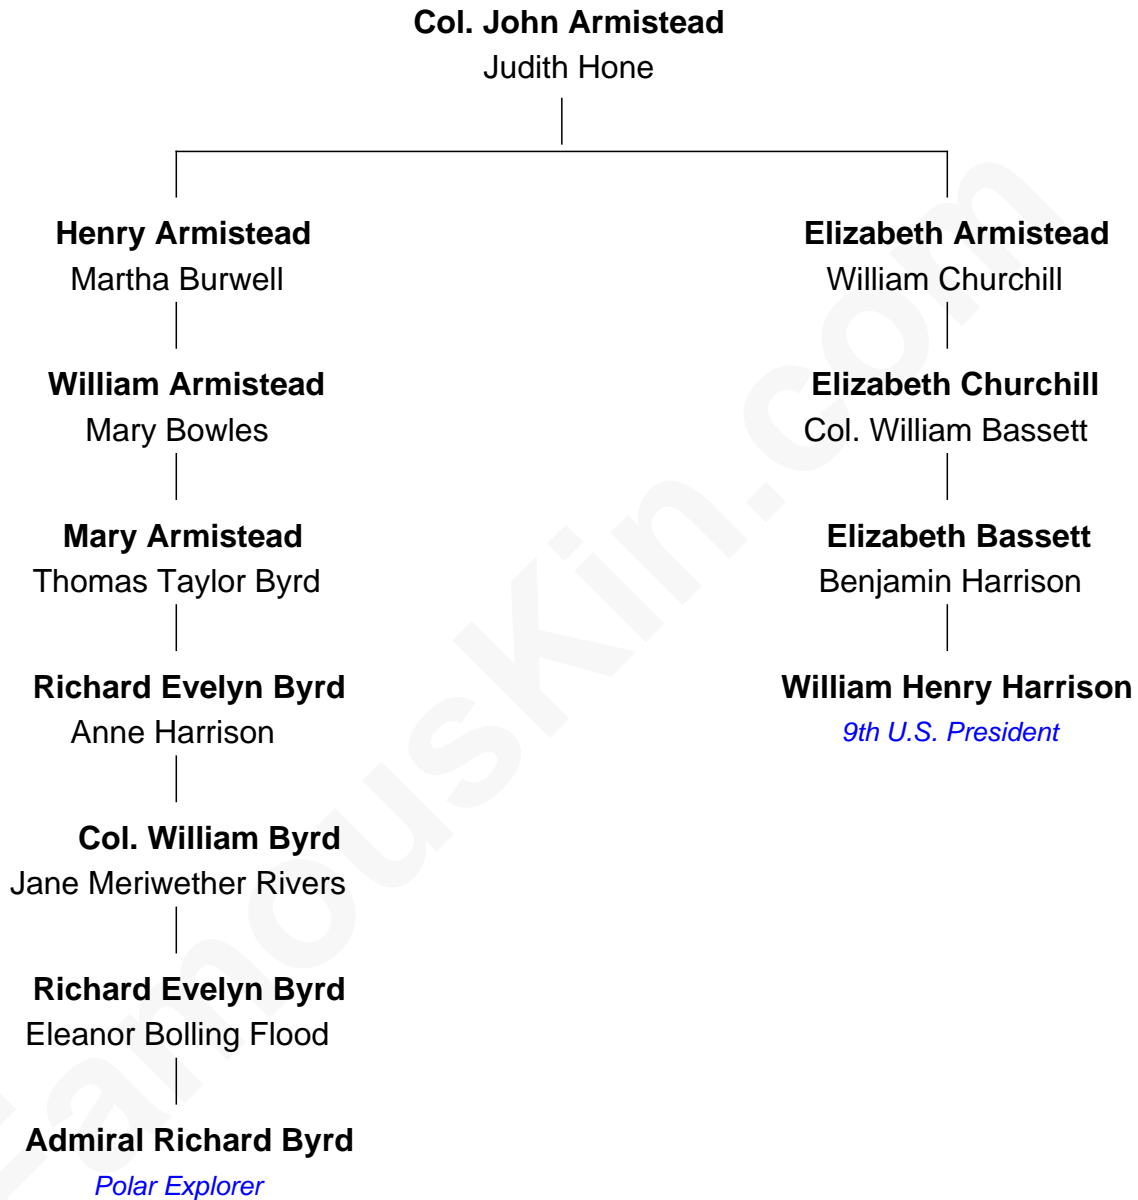 Col. John Armistead
Judith Hone
Henry Armistead
Martha Burwell
William Armistead
Mary Bowles
Mary Armistead
Thomas Taylor Byrd
Richard Evelyn Byrd
Anne Harrison
Col. William Byrd
Jane Meriwether Rivers
Richard Evelyn Byrd
Eleanor Bolling Flood
Admiral Richard Byrd
Polar Explorer
Elizabeth Armistead
William Churchill
Elizabeth Churchill
Col. William Bassett
Elizabeth Bassett
Benjamin Harrison
William Henry Harrison
9th U.S. President
FamousKin.com